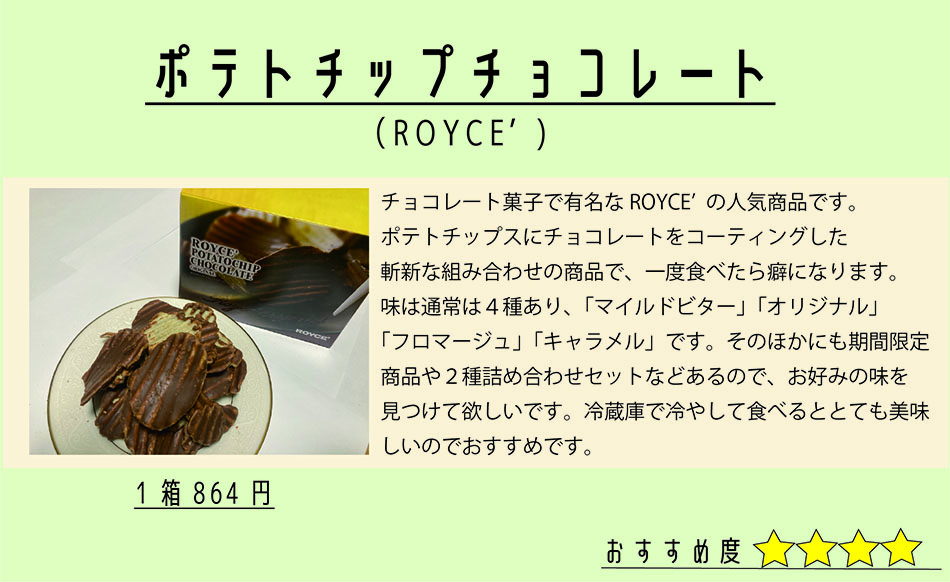 ポテトチップチョコレート
(ROYCE’)
チョコレート菓子で有名な ROYCE’の人気商品です。
ポテトチップスにチョコレートをコーティングした
斬新な組み合わせの商品で、一度食べたら癖になります。
味は通常は４種あり、「マイルドビター」「オリジナル」
「フロマージュ」「キャラメル」です。そのほかにも期間限定
商品や２種詰め合わせセットなどあるので、お好みの味を
見つけて欲しいです。冷蔵庫で冷やして食べるととても美味
しいのでおすすめです。
ROYCE'
POTATOCHIP
CHOCOLATE
ROYCE'
1 箱 864 円
おすすめ度